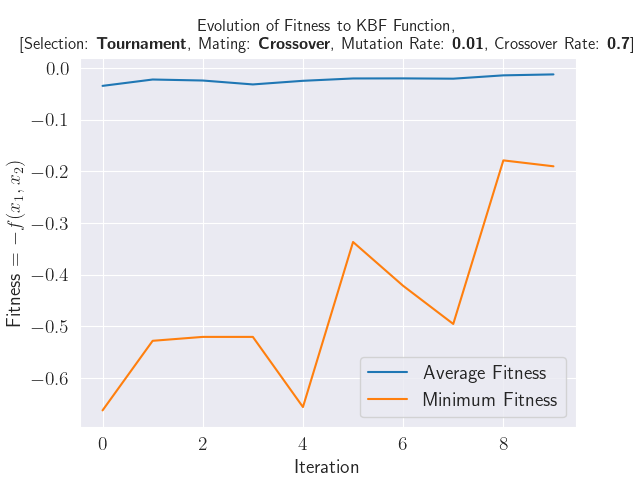 Evolution of Fitness to KBF Function,
[Selection: Tournament, Mating: Crossover, Mutation Rate: 0.01, Crossover Rate: 0.7]
0.0
−0.1
−0.2
−0.3
−0.4
−0.5
−0.6
Fitness = −f(x₁, x₂)
Average Fitness
Minimum Fitness
0 2 4 6 8
Iteration